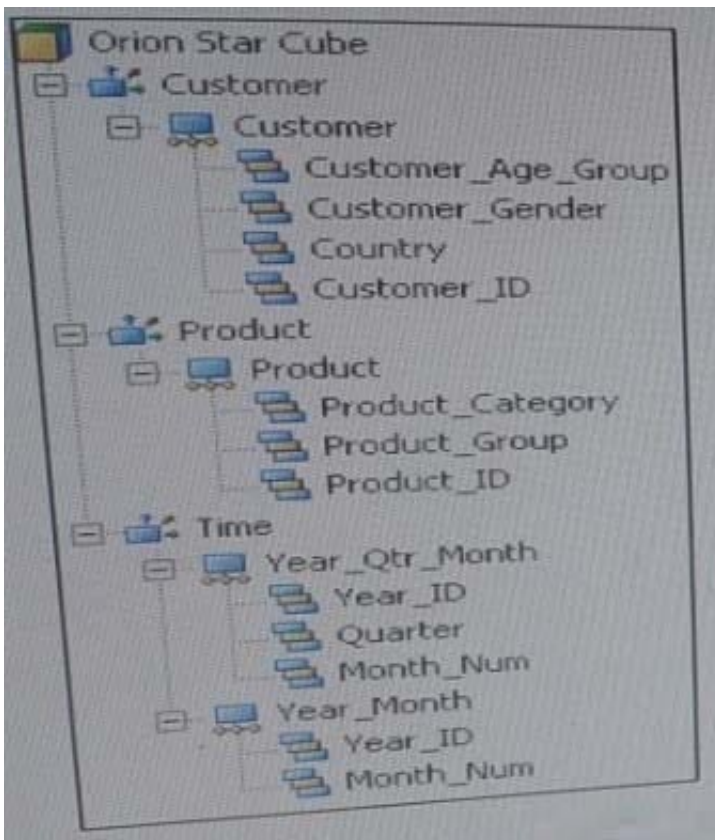 Orion Star Cube
Customer
Customer
Customer_Age_Group
Customer_Gender
Country
Customer_ID
Product
Product
Product_Category
Product_Group
Product_ID
Time
Year_Qtr_Month
Year_ID
Quarter
Month_Num
Year_Month
Year_ID
Month_Num